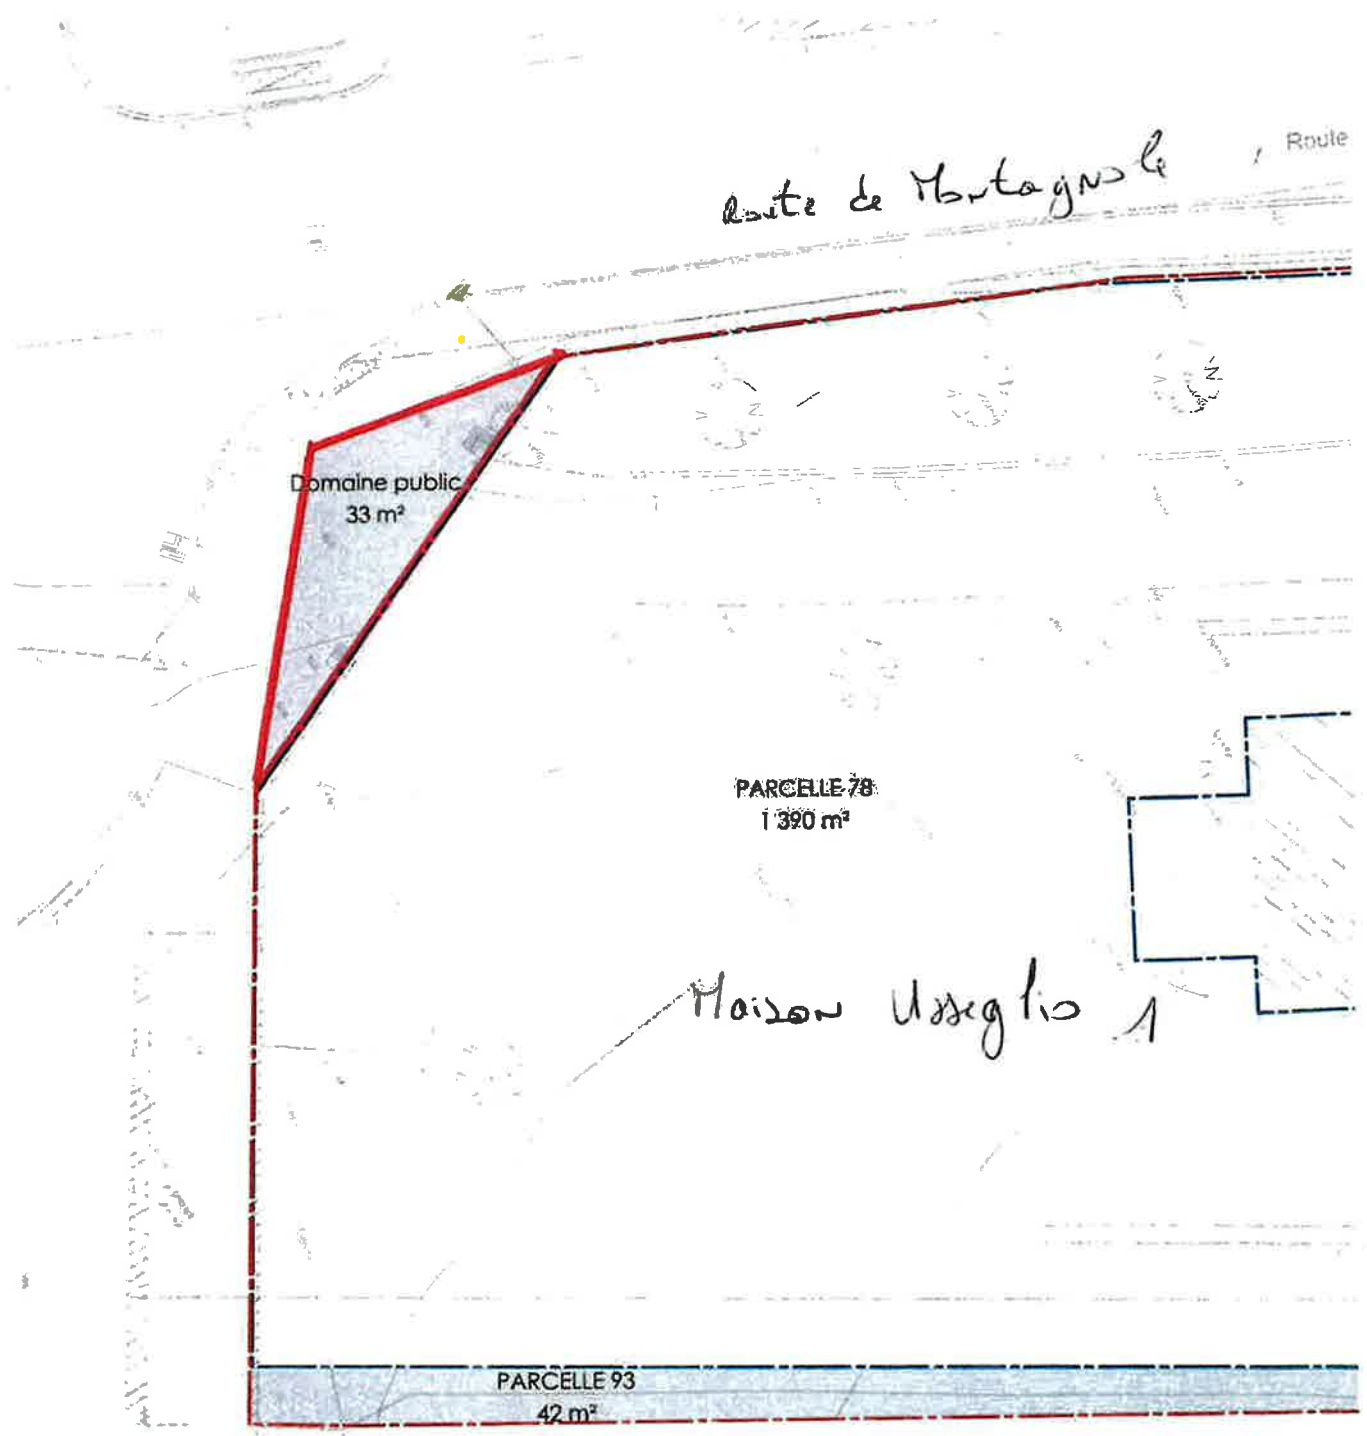 Route
Route de Montagnole
Domaine public
33 m²
PARCELLE 78
1 390 m²
Maison Usseglio 1
PARCELLE 93
42 m²